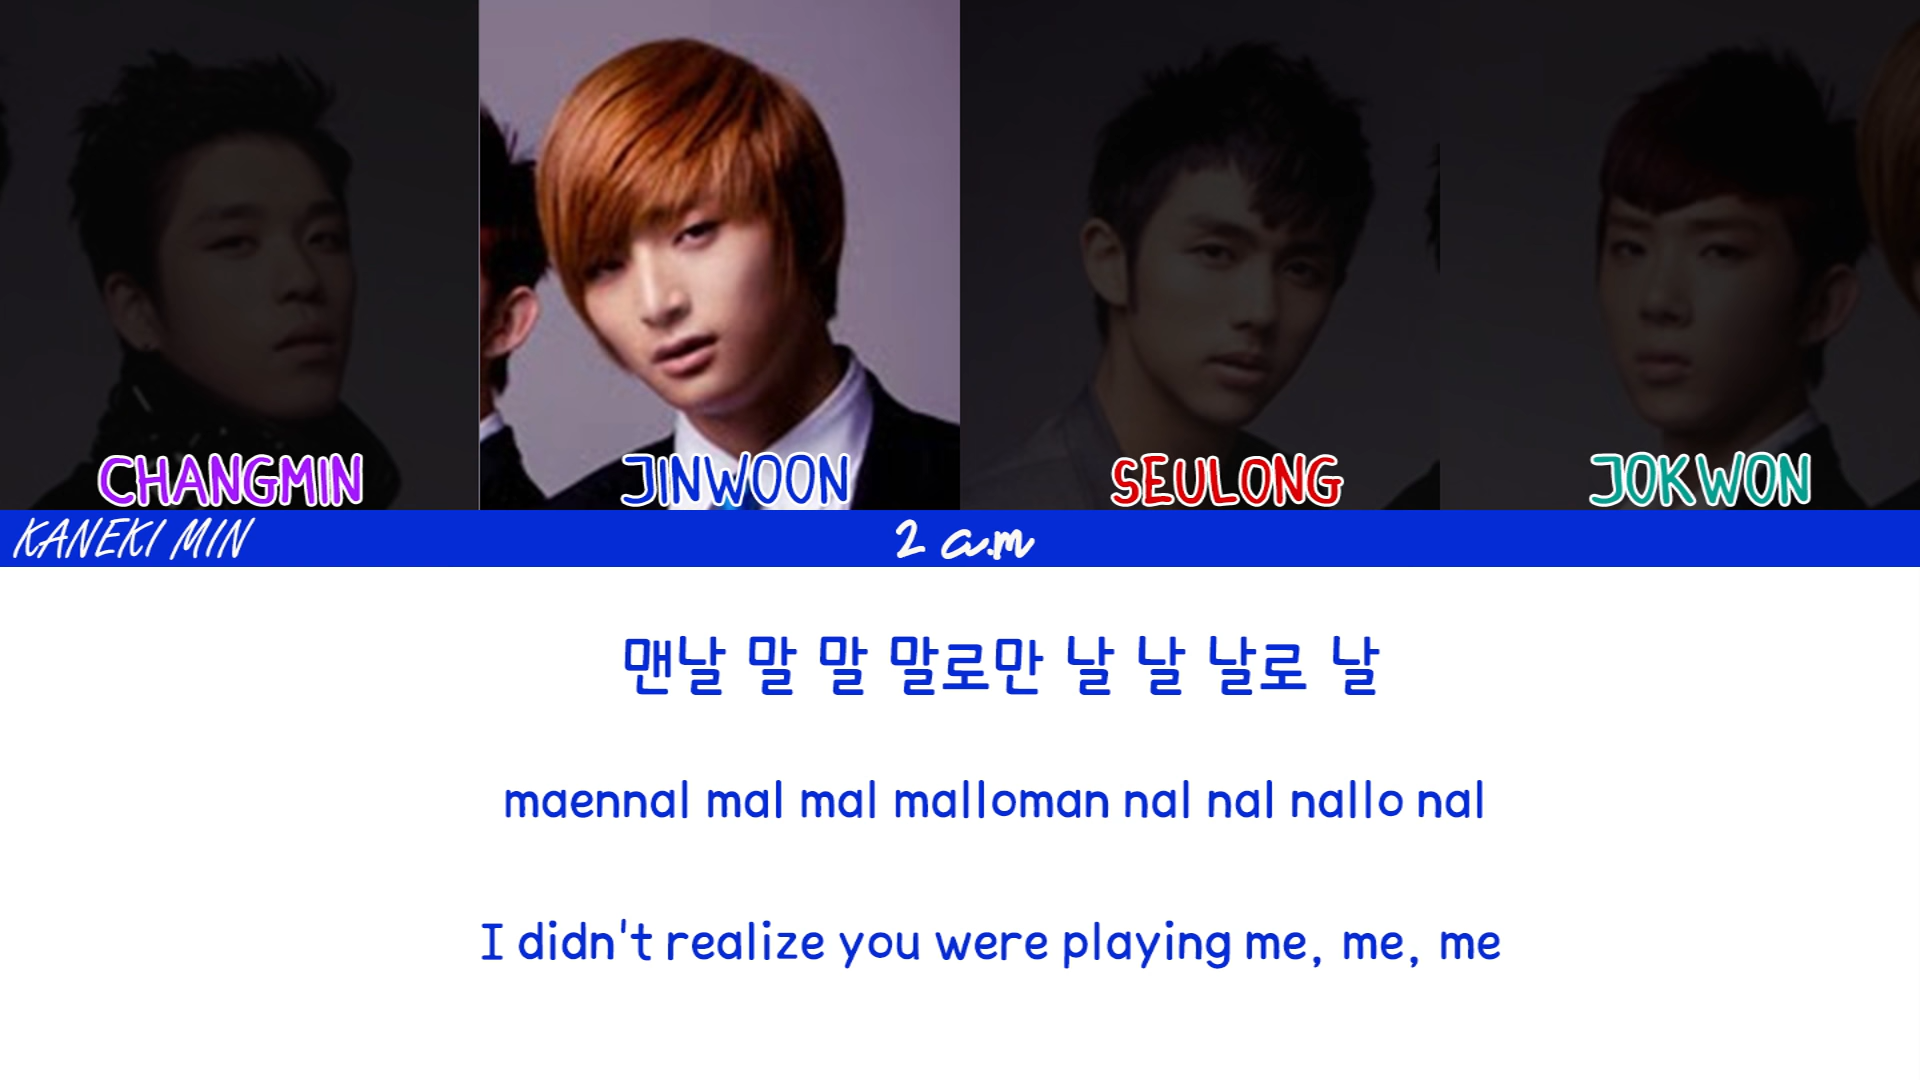 CHANGMIN JINWOON SEULONG JOKWON
KANEKI MIN 2 a.m
맨날 말 말 말로만 날 날 날로 날
maennal mal mal malloman nal nal nallo nal
I didn't realize you were playing me, me, me